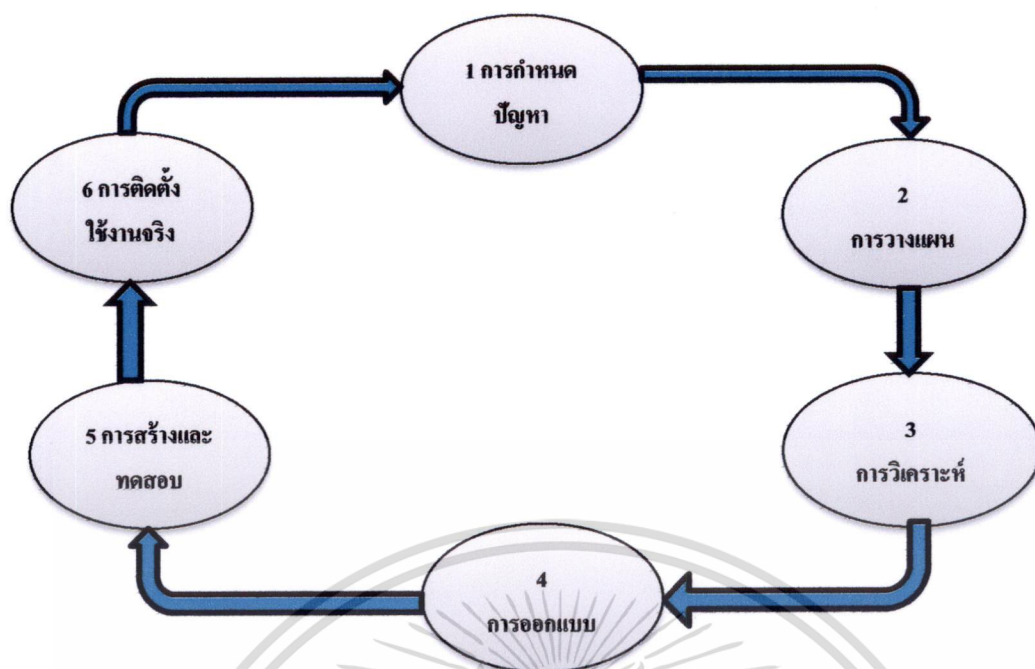 1 การกำหนด
ปัญหา
2
การวางแผน
3
การวิเคราะห์
4
การออกแบบ
5 การสร้างและ
ทดสอบ
6 การติดตั้ง
ใช้งานจริง